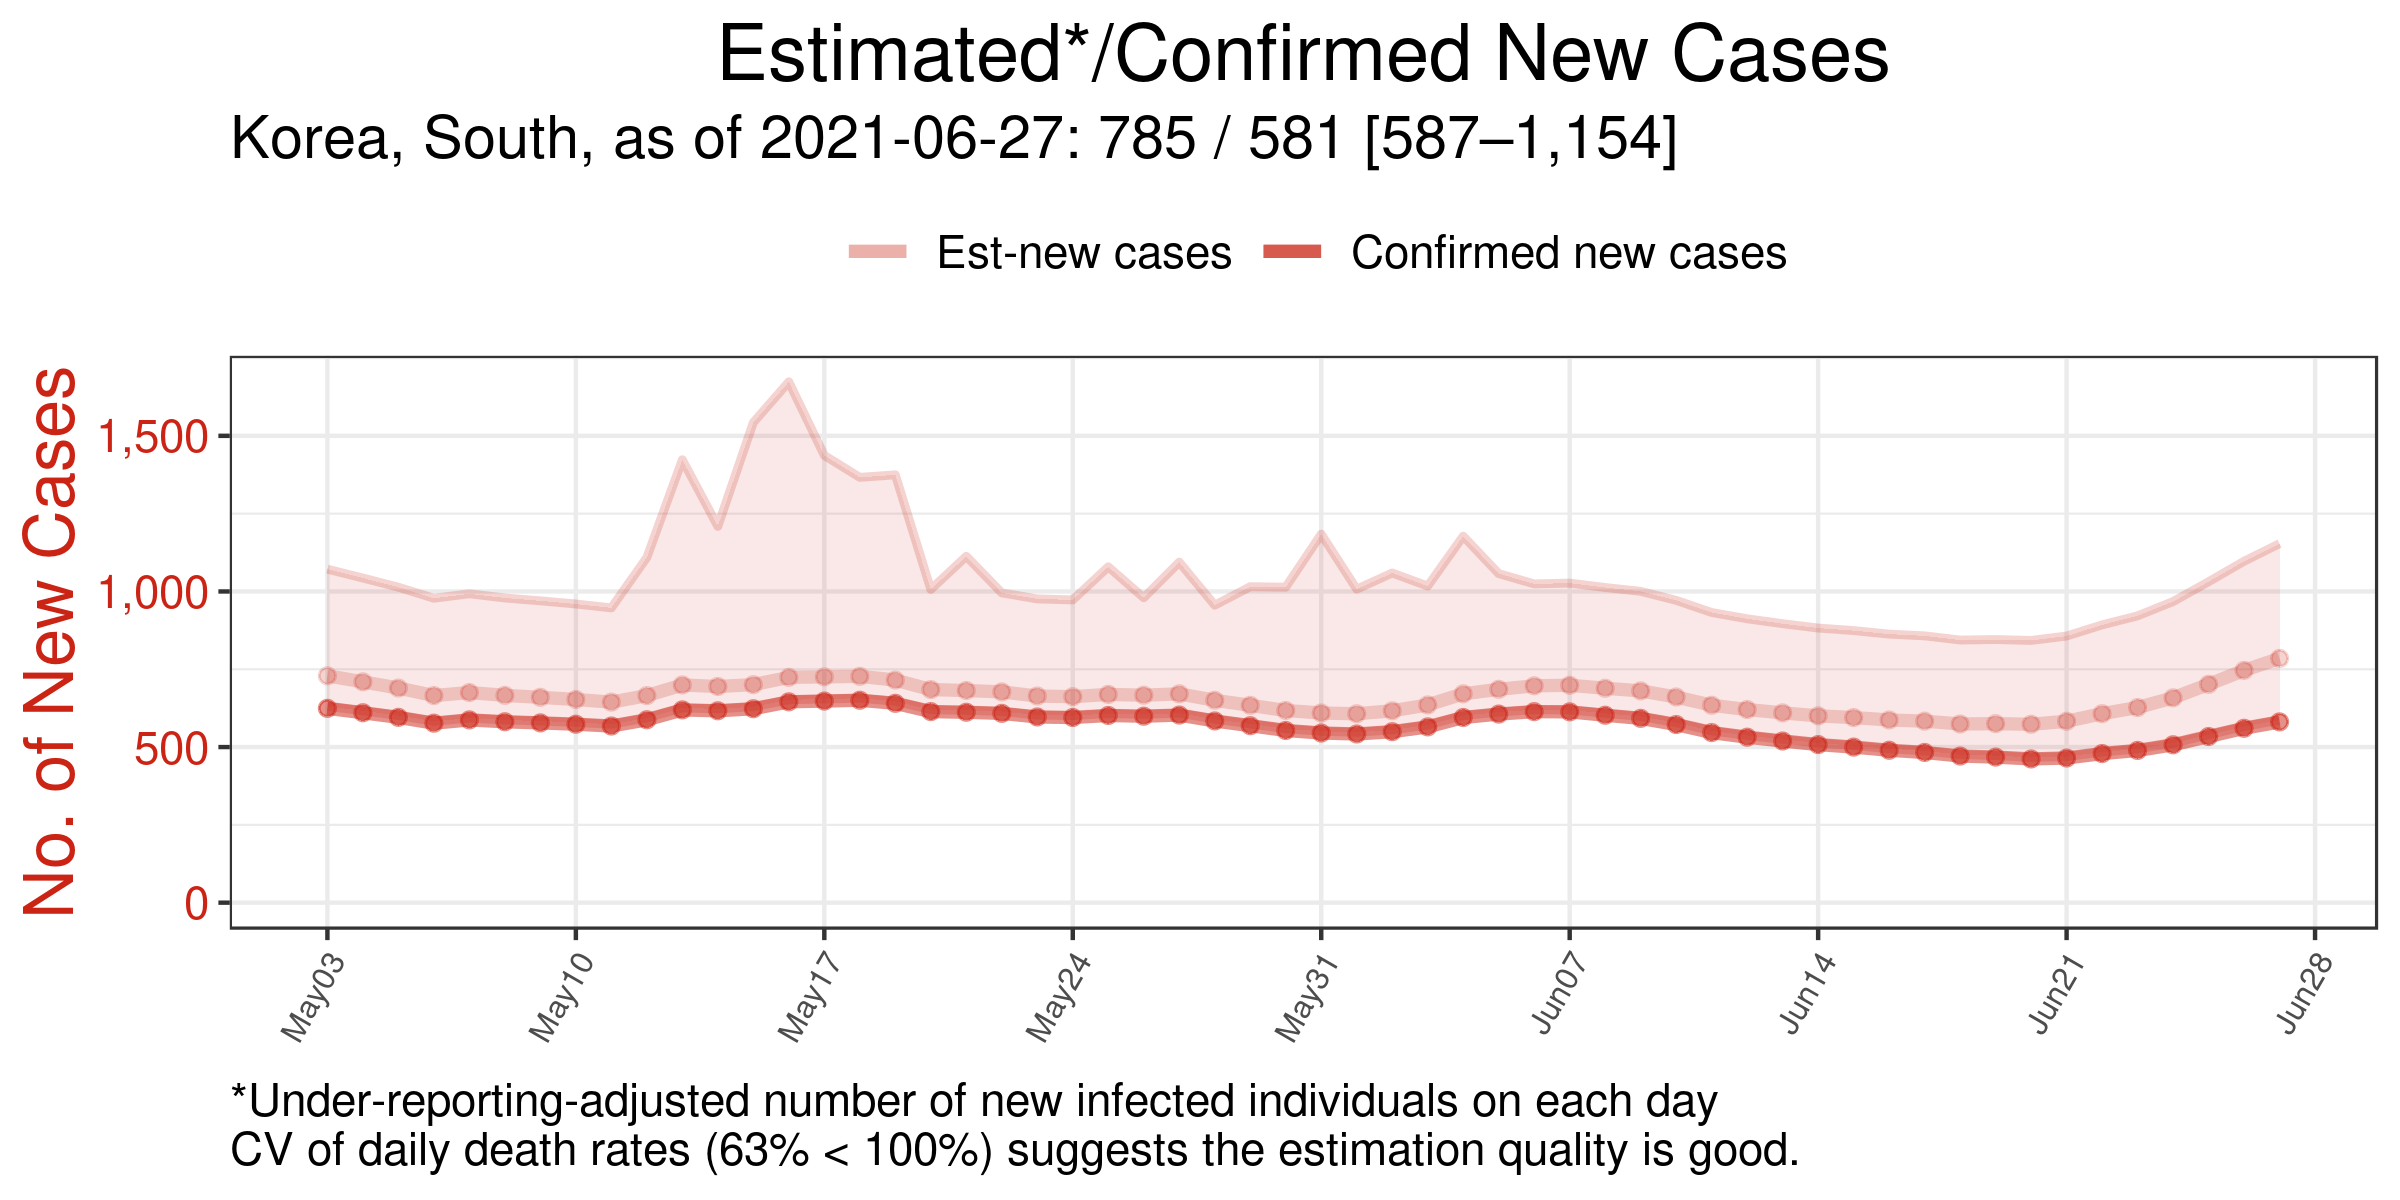 Estimated*/Confirmed New Cases
Korea, South, as of 2021-06-27: 785 / 581 [587–1,154]
Est-new cases Confirmed new cases
No. of New Cases
1,500
1,000
500
0
May03 May10 May17 May24 May31 Jun07 Jun14 Jun21 Jun28
*Under-reporting-adjusted number of new infected individuals on each day
CV of daily death rates (63% < 100%) suggests the estimation quality is good.